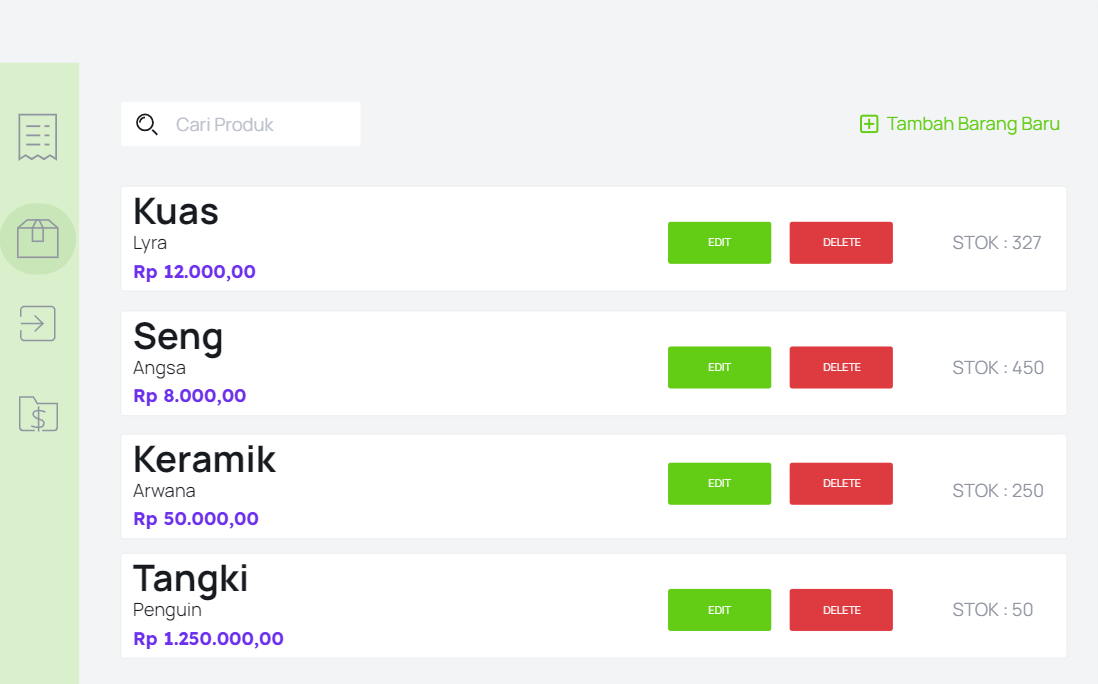 Cari Produk
Tambah Barang Baru
Kuas
Lyra
Rp 12.000,00
EDIT
DELETE
STOK : 327
Seng
Angsa
Rp 8.000,00
EDIT
DELETE
STOK : 450
Keramik
Arwana
Rp 50.000,00
EDIT
DELETE
STOK : 250
Tangki
Penguin
Rp 1.250.000,00
EDIT
DELETE
STOK : 50